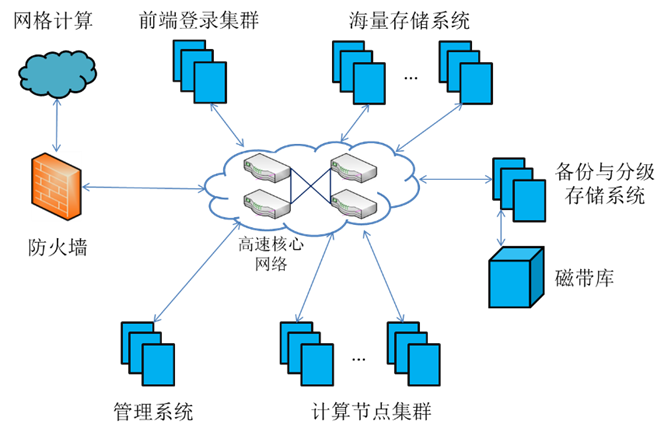 网格计算
前端登录集群
海量存储系统
...
备份与分级
存储系统
防火墙
高速核心
网络
磁带库
...
管理系统
计算节点集群